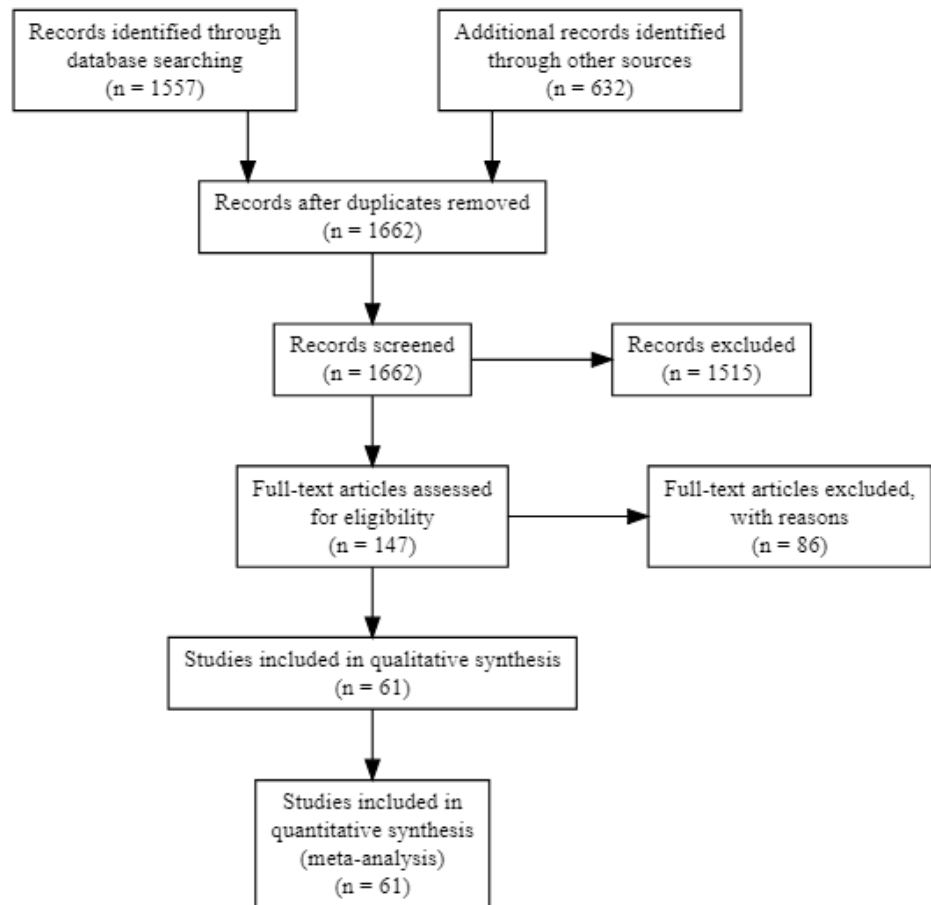 Records identified through
database searching
(n = 1557)
Additional records identified
through other sources
(n = 632)
Records after duplicates removed
(n = 1662)
Records screened
(n = 1662)
Records excluded
(n = 1515)
Full-text articles assessed
for eligibility
(n = 147)
Full-text articles excluded,
with reasons
(n = 86)
Studies included in qualitative synthesis
(n = 61)
Studies included in
quantitative synthesis
(meta-analysis)
(n = 61)